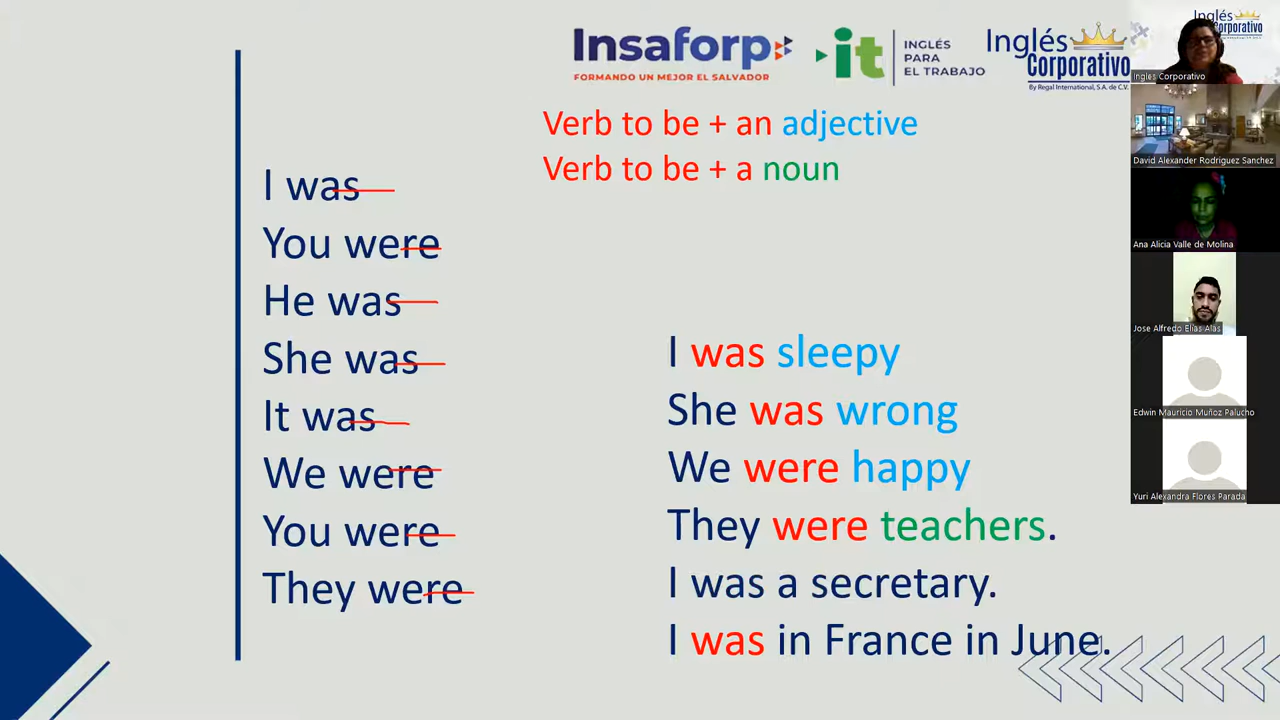 Insaforp
FORMANDO UN MEJOR EL SALVADOR
it
INGLÉS
PARA
EL TRABAJO
Inglés
Corporativo
By Regal International, S.A. de C.V.
Verb to be + an adjective
Verb to be + a noun
I was
You were
He was
She was
It was
We were
You were
They were
I was sleepy
She was wrong
We were happy
They were teachers.
I was a secretary.
I was in France in June.
Inglés
Corporativo
Ingles Corporativo
David Alexander Rodriguez Sanchez
Ana Alicia Valle de Molina
Jose Alfredo Elias Alas
Edwin Mauricio Muñoz Palucho
Yuri Alexandra Flores Parada